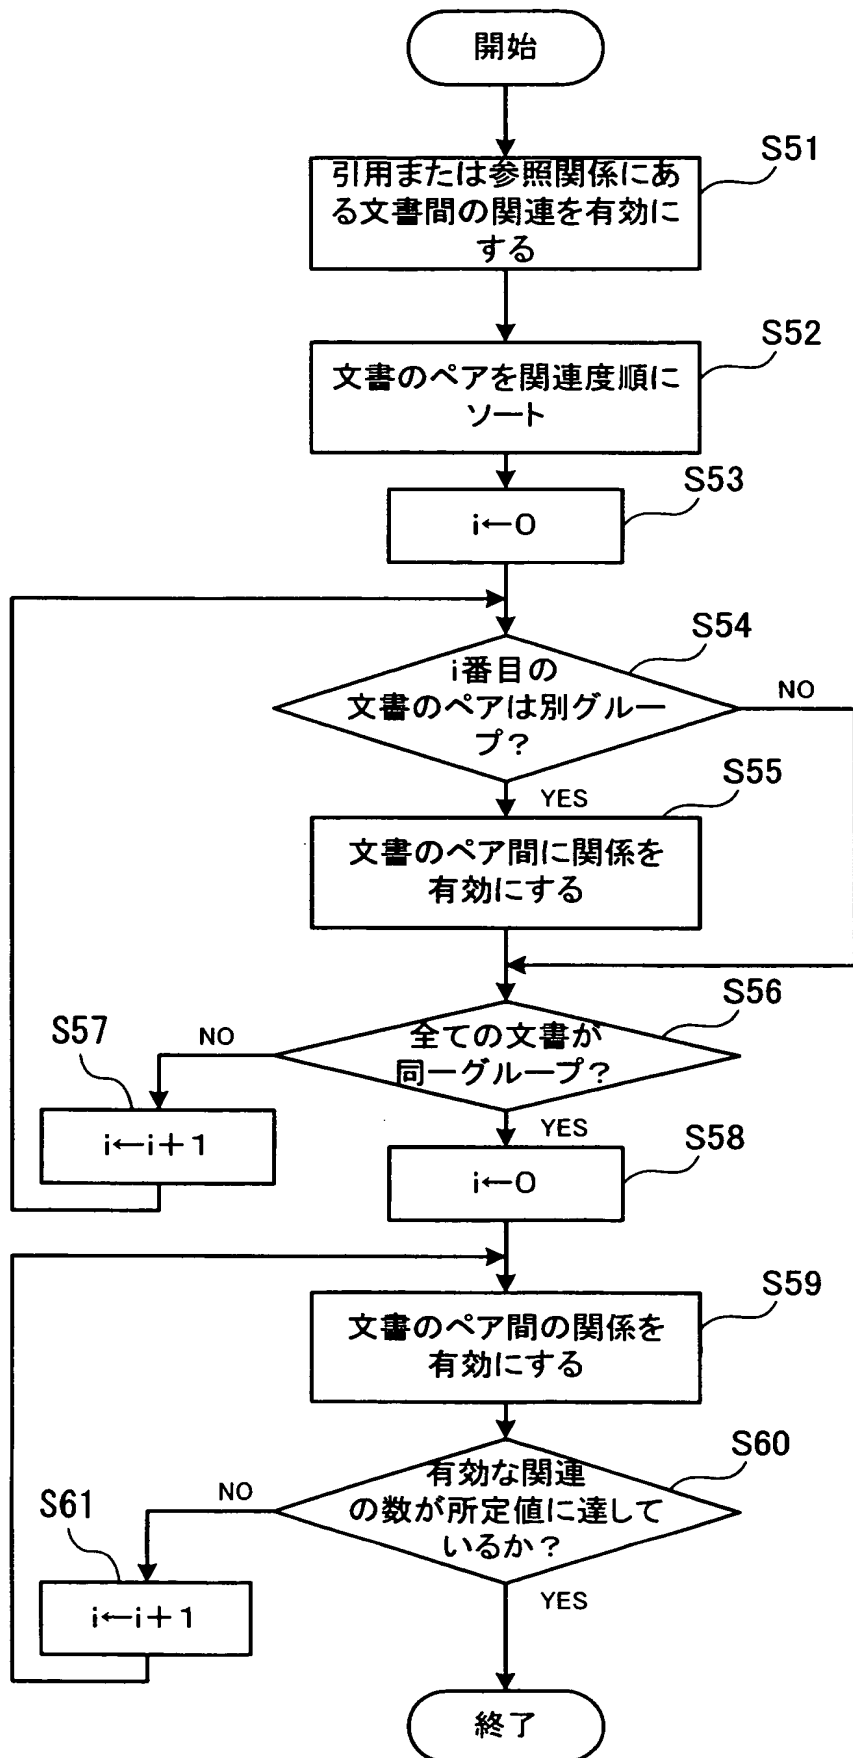 開始
S51
引用または参照関係にあ
る文書間の関連を有効に
する
S52
文書のペアを関連度順に
ソート
S53
i←0
S54
i番目の
文書のペアは別グルー
プ？
NO
YES
S55
文書のペア間に関係を
有効にする
S56
全ての文書が
同一グループ？
NO
S57
i←i＋1
YES
S58
i←0
S59
文書のペア間の関係を
有効にする
S60
有効な関連
の数が所定値に達して
いるか？
NO
S61
i←i＋1
YES
終了